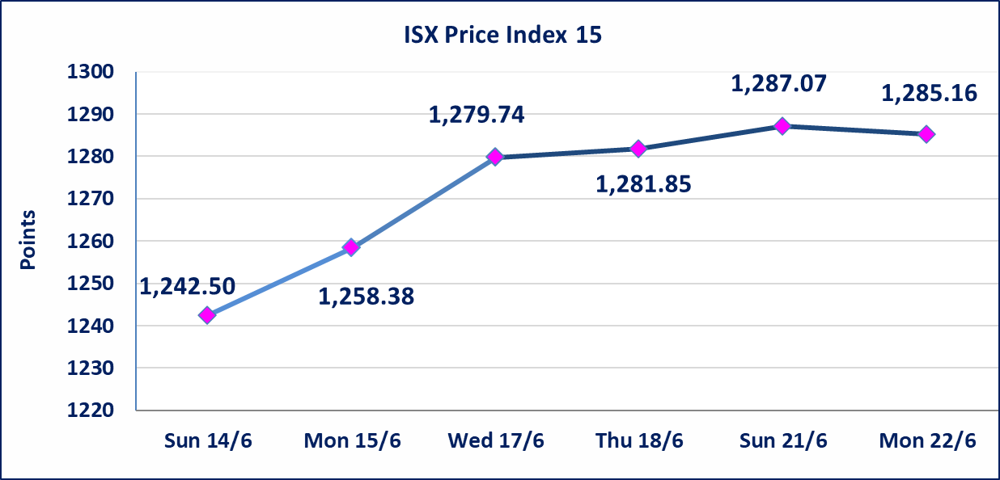 ISX Price Index 15
Points
1300
1290
1280
1270
1260
1250
1240
1230
1220
1,242.50
1,258.38
1,279.74
1,281.85
1,287.07
1,285.16
Sun 14/6
Mon 15/6
Wed 17/6
Thu 18/6
Sun 21/6
Mon 22/6